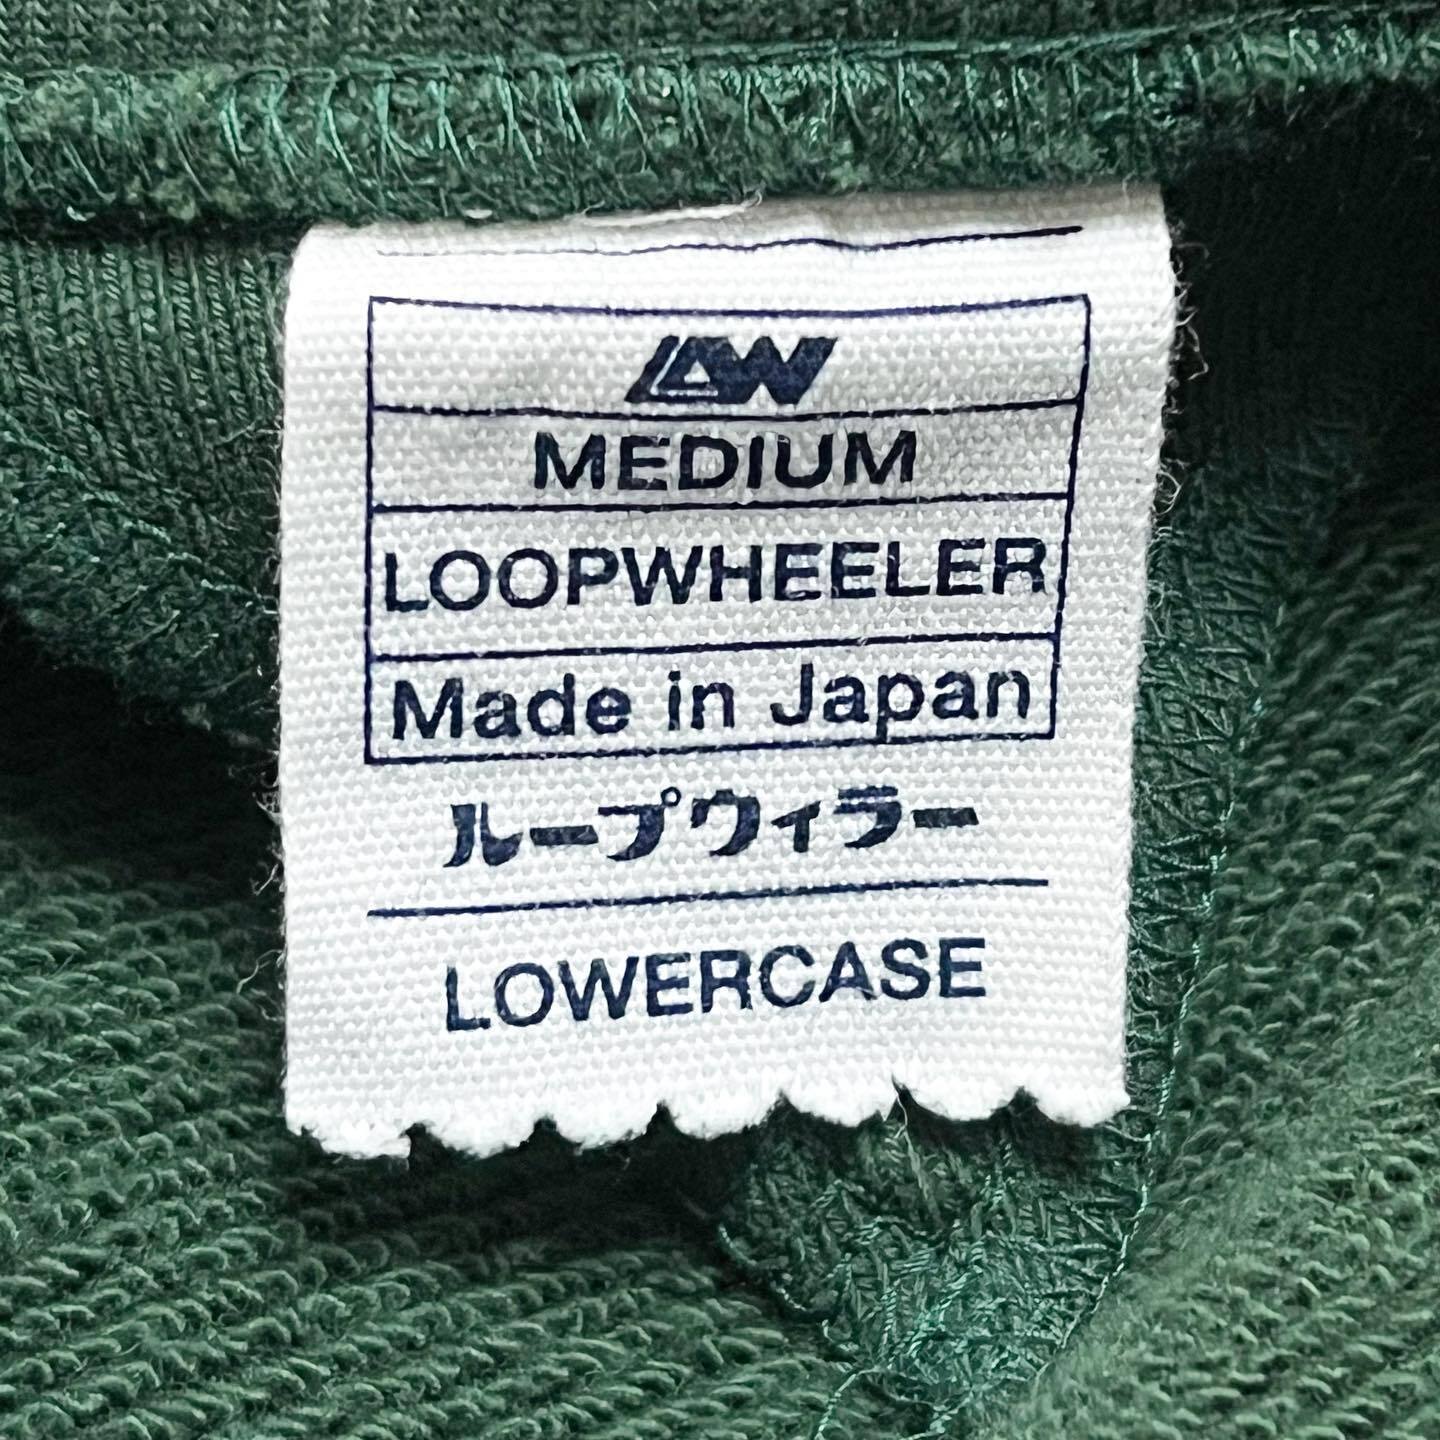 LW
MEDIUM
LOOPWHEELER
Made in Japan
ループウィラー
LOWERCASE